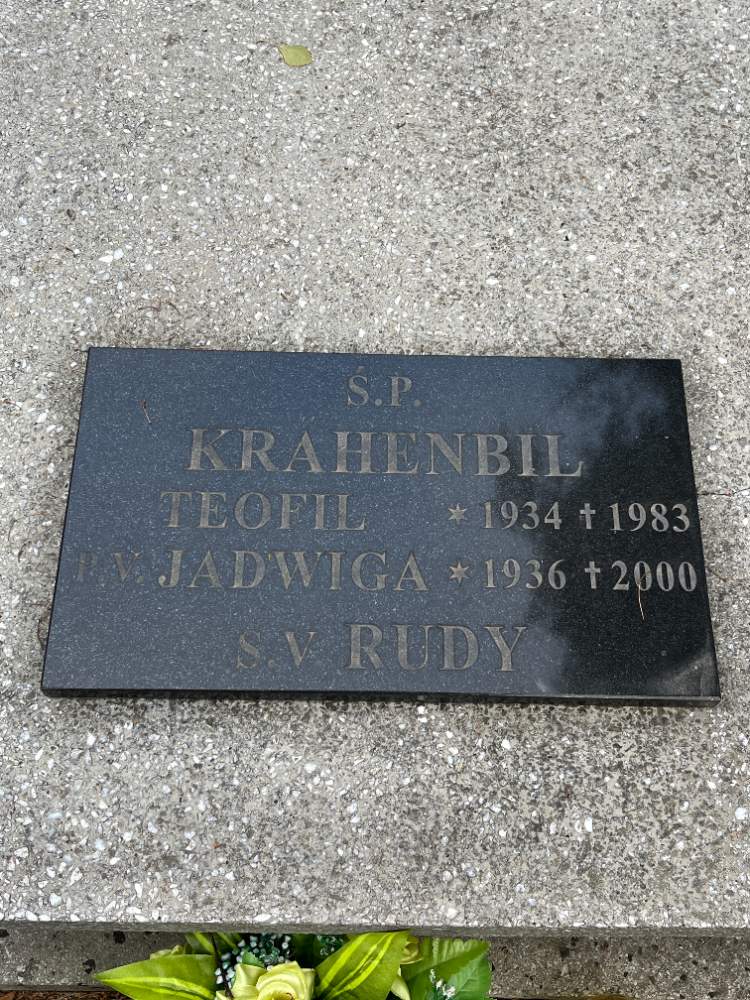 Ś.P.
KRAHENBIL
TEOFIL * 1934 † 1983
P.V. JADWIGA * 1936 † 2000
S.V RUDY